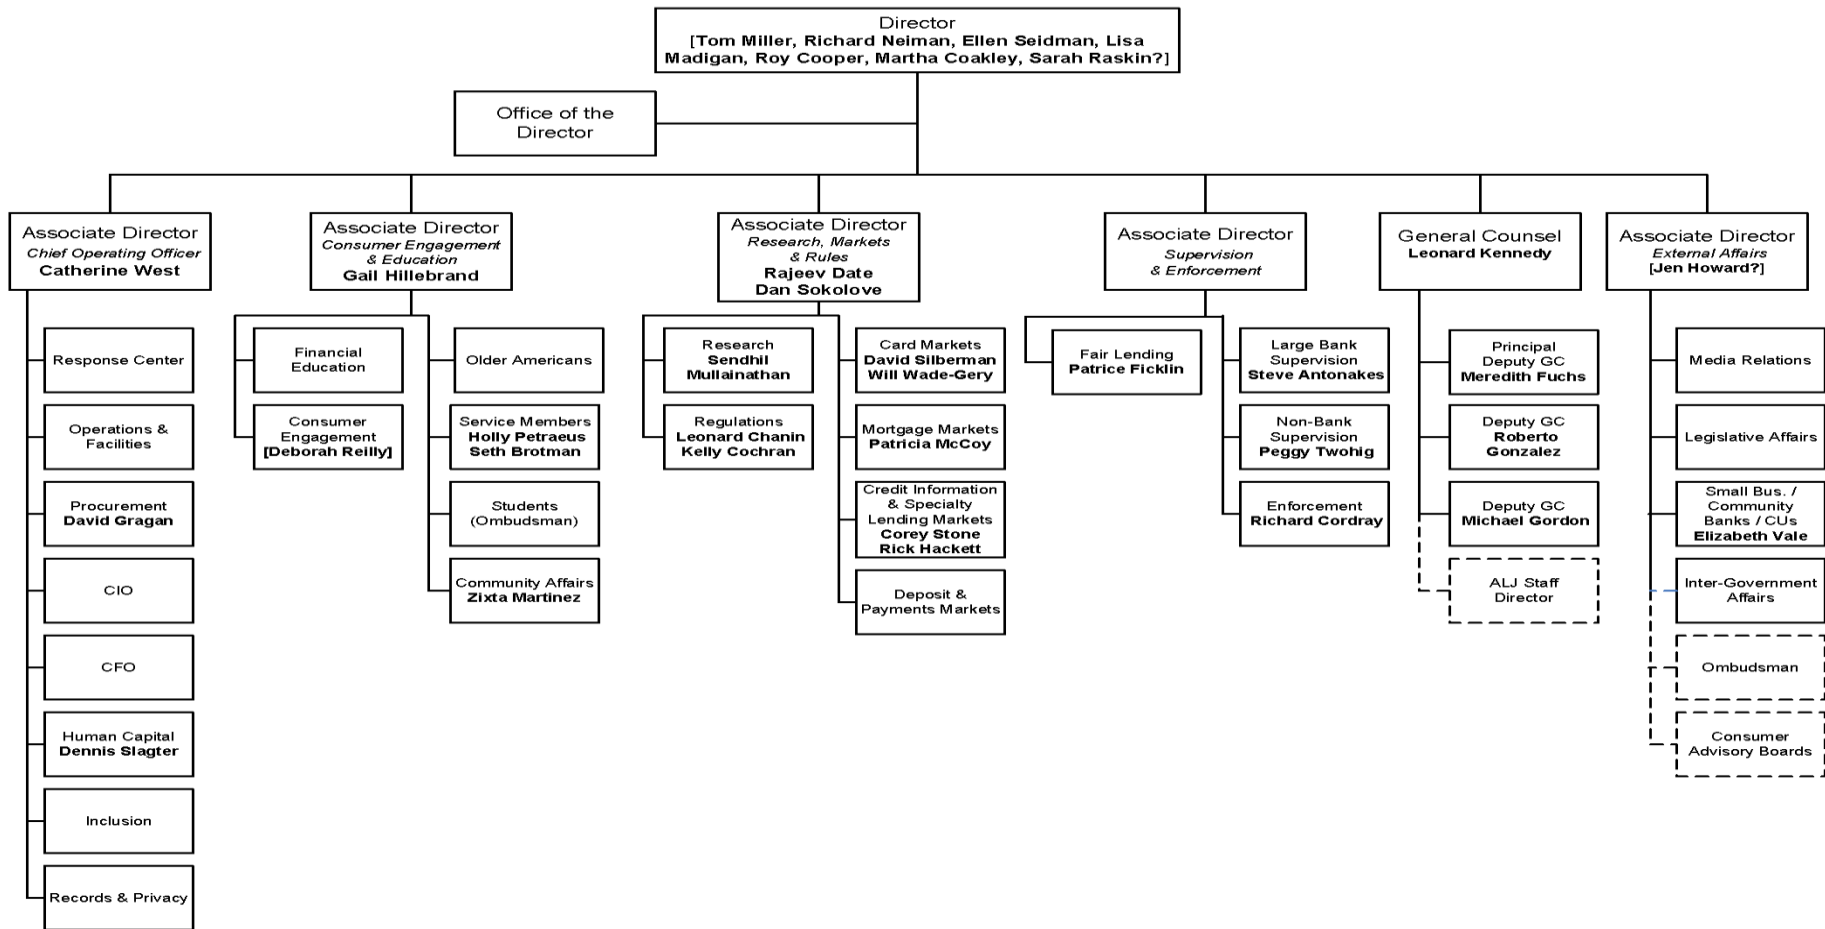 Director
[Tom Miller, Richard Neiman, Ellen Seidman, Lisa
Madigan, Roy Cooper, Martha Coakley, Sarah Raskin?]
Office of the
Director
Associate Director
Chief Operating Officer
Catherine West
Response Center
Operations &
Facilities
Procurement
David Gragan
CIO
CFO
Human Capital
Dennis Slagter
Inclusion
Records & Privacy
Associate Director
Consumer Engagement
& Education
Gail Hillebrand
Financial
Education
Consumer
Engagement
[Deborah Reilly]
Older Americans
Service Members
Holly Petraeus
Seth Brotman
Students
(Ombudsman)
Community Affairs
Zixta Martinez
Associate Director
Research, Markets
& Rules
Rajeev Date
Dan Sokolove
Research
Sendhil
Mullainathan
Regulations
Leonard Chanin
Kelly Cochran
Card Markets
David Silberman
Will Wade-Gery
Mortgage Markets
Patricia McCoy
Credit Information
& Specialty
Lending Markets
Corey Stone
Rick Hackett
Deposit &
Payments Markets
Associate Director
Supervision
& Enforcement
Fair Lending
Patrice Ficklin
Large Bank
Supervision
Steve Antonakes
Non-Bank
Supervision
Peggy Twohig
Enforcement
Richard Cordray
General Counsel
Leonard Kennedy
Principal
Deputy GC
Meredith Fuchs
Deputy GC
Roberto
Gonzalez
Deputy GC
Michael Gordon
ALJ Staff
Director
Associate Director
External Affairs
[Jen Howard?]
Media Relations
Legislative Affairs
Small Bus. /
Community
Banks / CUs
Elizabeth Vale
Inter-Government
Affairs
Ombudsman
Consumer
Advisory Boards